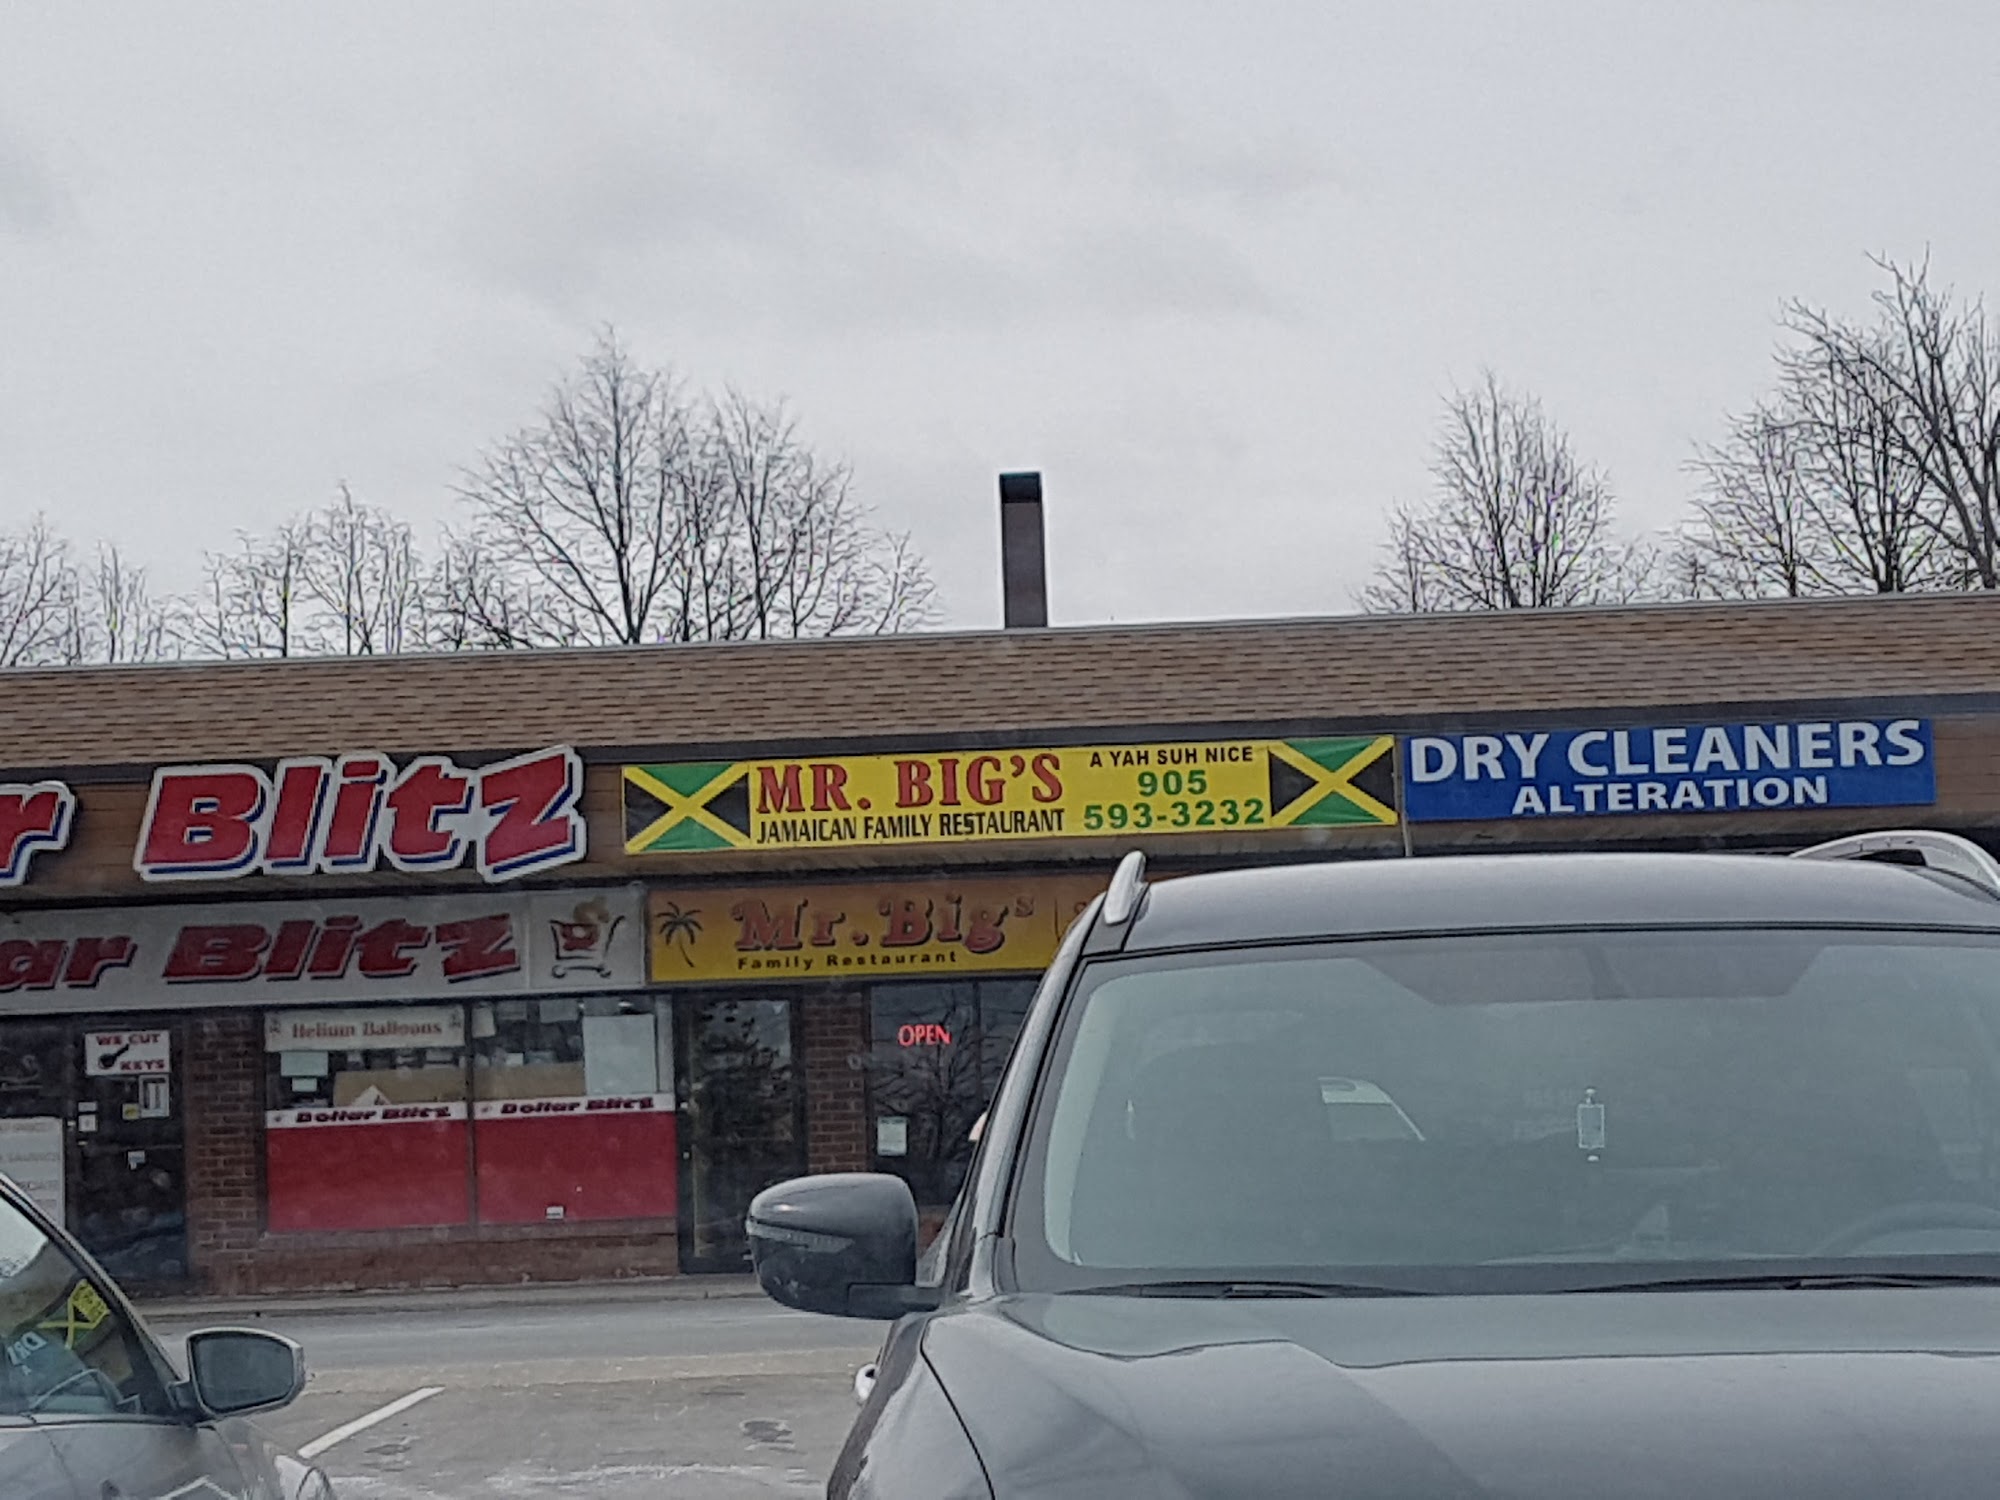 r Blitz
MR. BIG'S
JAMAICAN FAMILY RESTAURANT
A YAH SUH NICE
905
593-3232
DRY CLEANERS
ALTERATION
ar Blitz
Mr. Big's
Family Restaurant
WE CUT
KEYS
Helium Balloons
OPEN
Dollar Blitz
Dollar Blitz